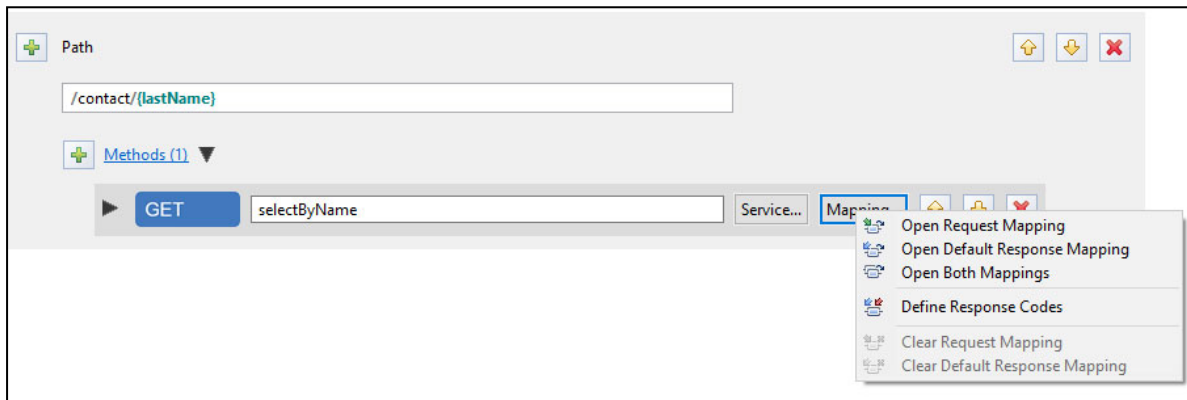 Path
/contact/{lastName}
Methods (1)
GET selectByName Service... Mapping...
Open Request Mapping
Open Default Response Mapping
Open Both Mappings
Define Response Codes
Clear Request Mapping
Clear Default Response Mapping